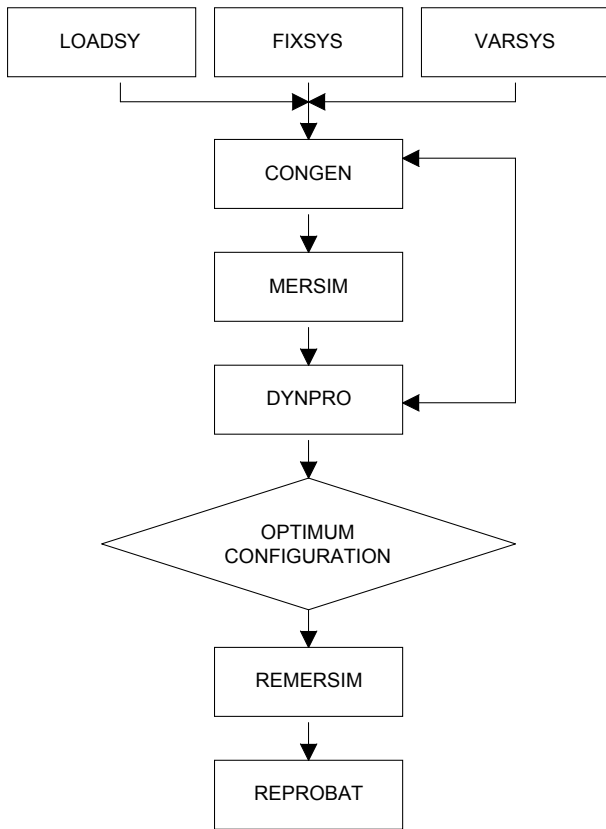 LOADSY
FIXSYS
VARSYS
CONGEN
MERSIM
DYNPRO
OPTIMUM
CONFIGURATION
REMERSIM
REPROBAT